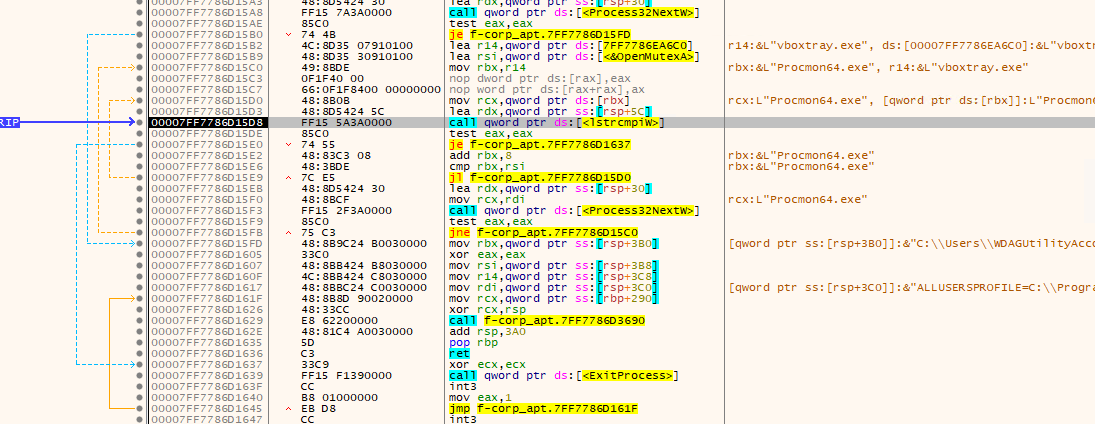 00007FF7786D15A3 48:8D5424 30 lea rdx,qword ptr ss:[rsp+30]
00007FF7786D15A8 FF15 7A3A0000 call qword ptr ds:[<Process32NextW>]
00007FF7786D15AE 85C0 test eax,eax
00007FF7786D15B0 74 4B je f-corp_apt.7FF7786D15FD
00007FF7786D15B2 4C:8D35 07910100 lea r14,qword ptr ds:[7FF7786EA6C0] r14:&L"vboxtray.exe", ds:[00007FF7786EA6C0]:&L"vboxtr
00007FF7786D15B9 48:8D35 30910100 lea rsi,qword ptr ds:[<&OpenMutexA>]
00007FF7786D15C0 49:8BDE mov rbx,r14 rbx:&L"Procmon64.exe", r14:&L"vboxtray.exe"
00007FF7786D15C3 0F1F40 00 nop dword ptr ds:[rax],eax
00007FF7786D15C7 66:0F1F8400 00000000 nop word ptr ds:[rax+rax],ax
00007FF7786D15D0 48:8B0B mov rcx,qword ptr ds:[rbx] rcx:L"Procmon64.exe", [qword ptr ds:[rbx]]:L"Procmon
00007FF7786D15D3 48:8D5424 5C lea rdx,qword ptr ss:[rsp+5C]
RIP 00007FF7786D15D8 FF15 5A3A0000 call qword ptr ds:[<lstrcmpiW>]
00007FF7786D15DE 85C0 test eax,eax
00007FF7786D15E0 74 55 je f-corp_apt.7FF7786D1637
00007FF7786D15E2 48:83C3 08 add rbx,8 rbx:&L"Procmon64.exe"
00007FF7786D15E6 48:3BDE cmp rbx,rsi rbx:&L"Procmon64.exe"
00007FF7786D15E9 7C E5 jl f-corp_apt.7FF7786D15D0
00007FF7786D15EB 48:8D5424 30 lea rdx,qword ptr ss:[rsp+30]
00007FF7786D15F0 48:8BCF mov rcx,rdi rcx:L"Procmon64.exe"
00007FF7786D15F3 FF15 2F3A0000 call qword ptr ds:[<Process32NextW>]
00007FF7786D15F9 85C0 test eax,eax
00007FF7786D15FB 75 C3 jne f-corp_apt.7FF7786D15C0
00007FF7786D15FD 48:8B9C24 B0030000 mov rbx,qword ptr ss:[rsp+3B0] [qword ptr ss:[rsp+3B0]]:&"C:\\Users\\WDAGUtilityAcco
00007FF7786D1605 33C0 xor eax,eax
00007FF7786D1607 48:8BB424 B8030000 mov rsi,qword ptr ss:[rsp+3B8]
00007FF7786D160F 4C:8BB424 C8030000 mov r14,qword ptr ss:[rsp+3C8]
00007FF7786D1617 48:8BBC24 C0030000 mov rdi,qword ptr ss:[rsp+3C0] [qword ptr ss:[rsp+3C0]]:&"ALLUSERSPROFILE=C:\\Progra
00007FF7786D161F 48:8B8D 90020000 mov rcx,qword ptr ss:[rbp+290]
00007FF7786D1626 48:33CC xor rcx,rsp
00007FF7786D1629 E8 62200000 call f-corp_apt.7FF7786D3690
00007FF7786D162E 48:81C4 A0030000 add rsp,3A0
00007FF7786D1635 5D pop rbp
00007FF7786D1636 C3 ret
00007FF7786D1637 33C9 xor ecx,ecx
00007FF7786D1639 FF15 F1390000 call qword ptr ds:[<ExitProcess>]
00007FF7786D163F CC int3
00007FF7786D1640 B8 01000000 mov eax,1
00007FF7786D1645 EB D8 jmp f-corp_apt.7FF7786D161F
00007FF7786D1647 CC int3